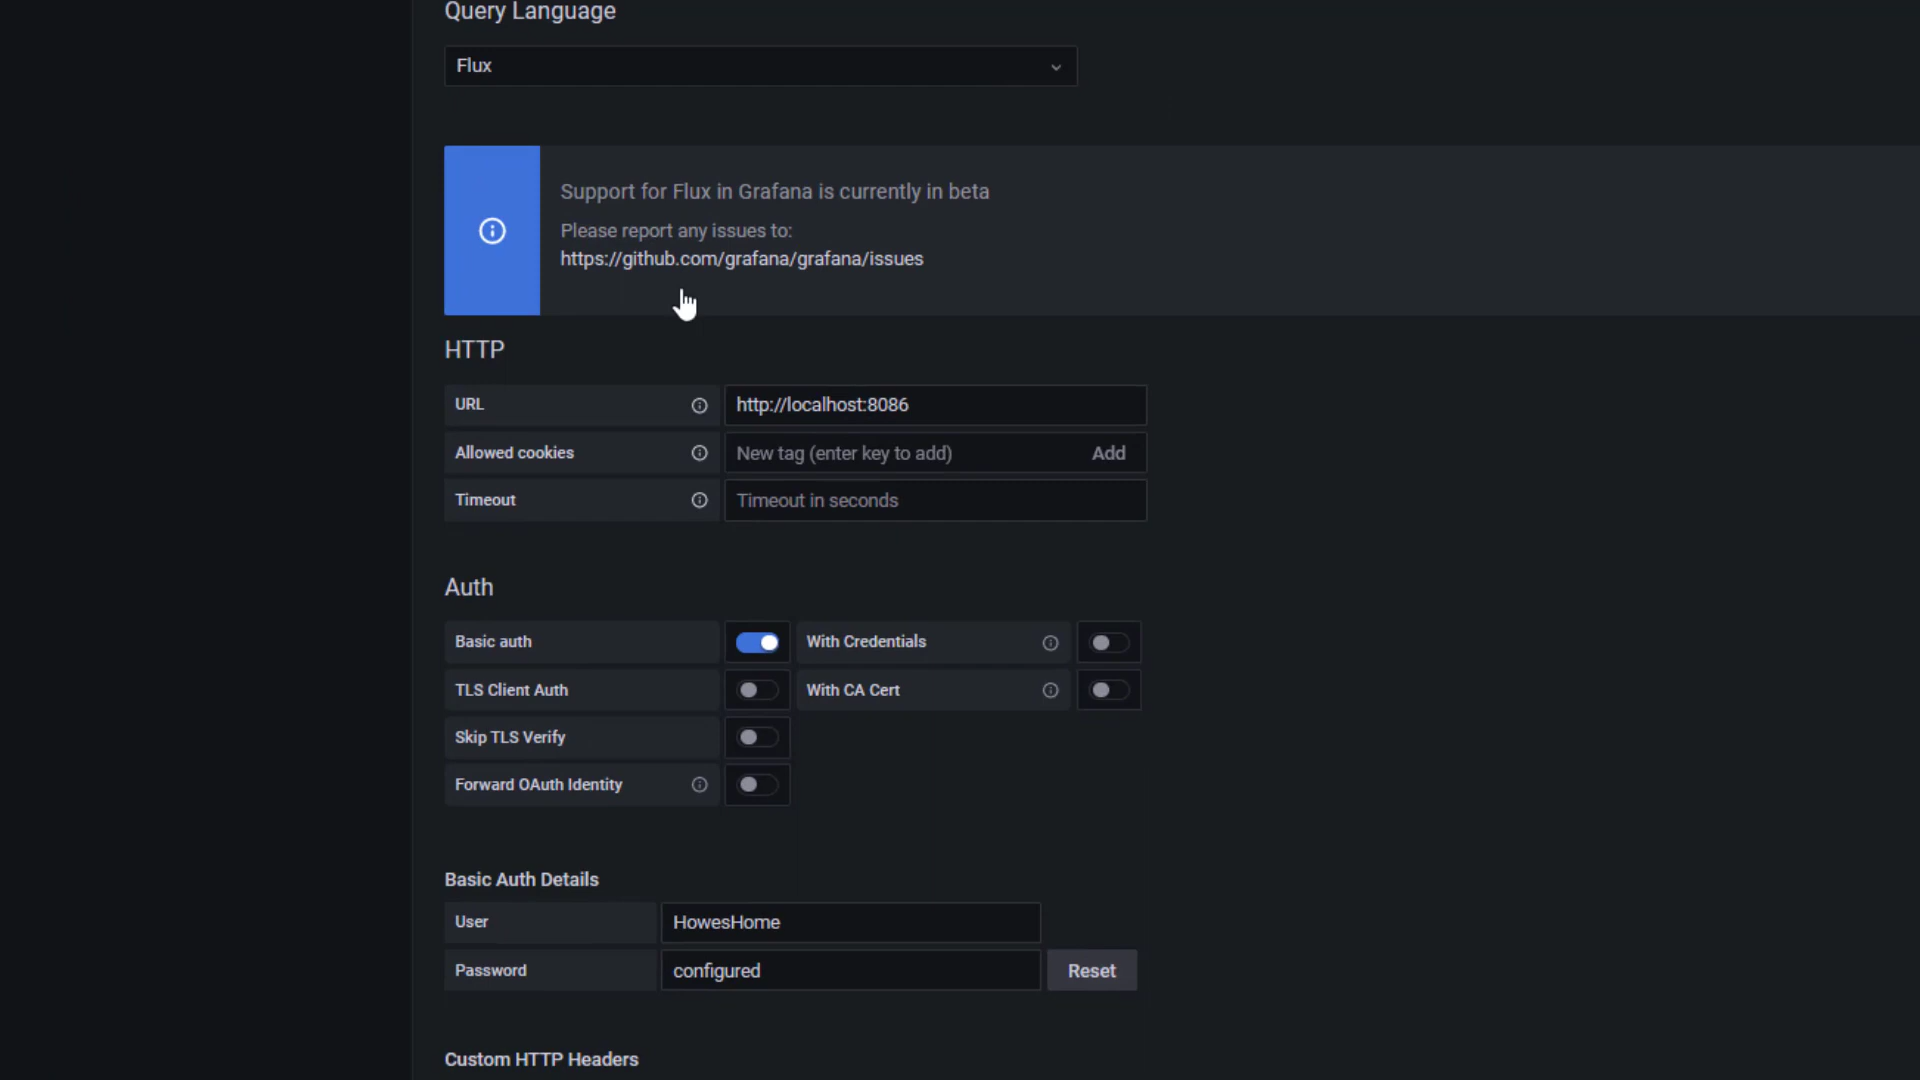 Query Language
Flux
Support for Flux in Grafana is currently in beta
Please report any issues to:
https://github.com/grafana/grafana/issues
HTTP
URL http://localhost:8086
Allowed cookies New tag (enter key to add) Add
Timeout Timeout in seconds
Auth
Basic auth With Credentials
TLS Client Auth With CA Cert
Skip TLS Verify
Forward OAuth Identity
Basic Auth Details
User HowesHome
Password configured Reset
Custom HTTP Headers